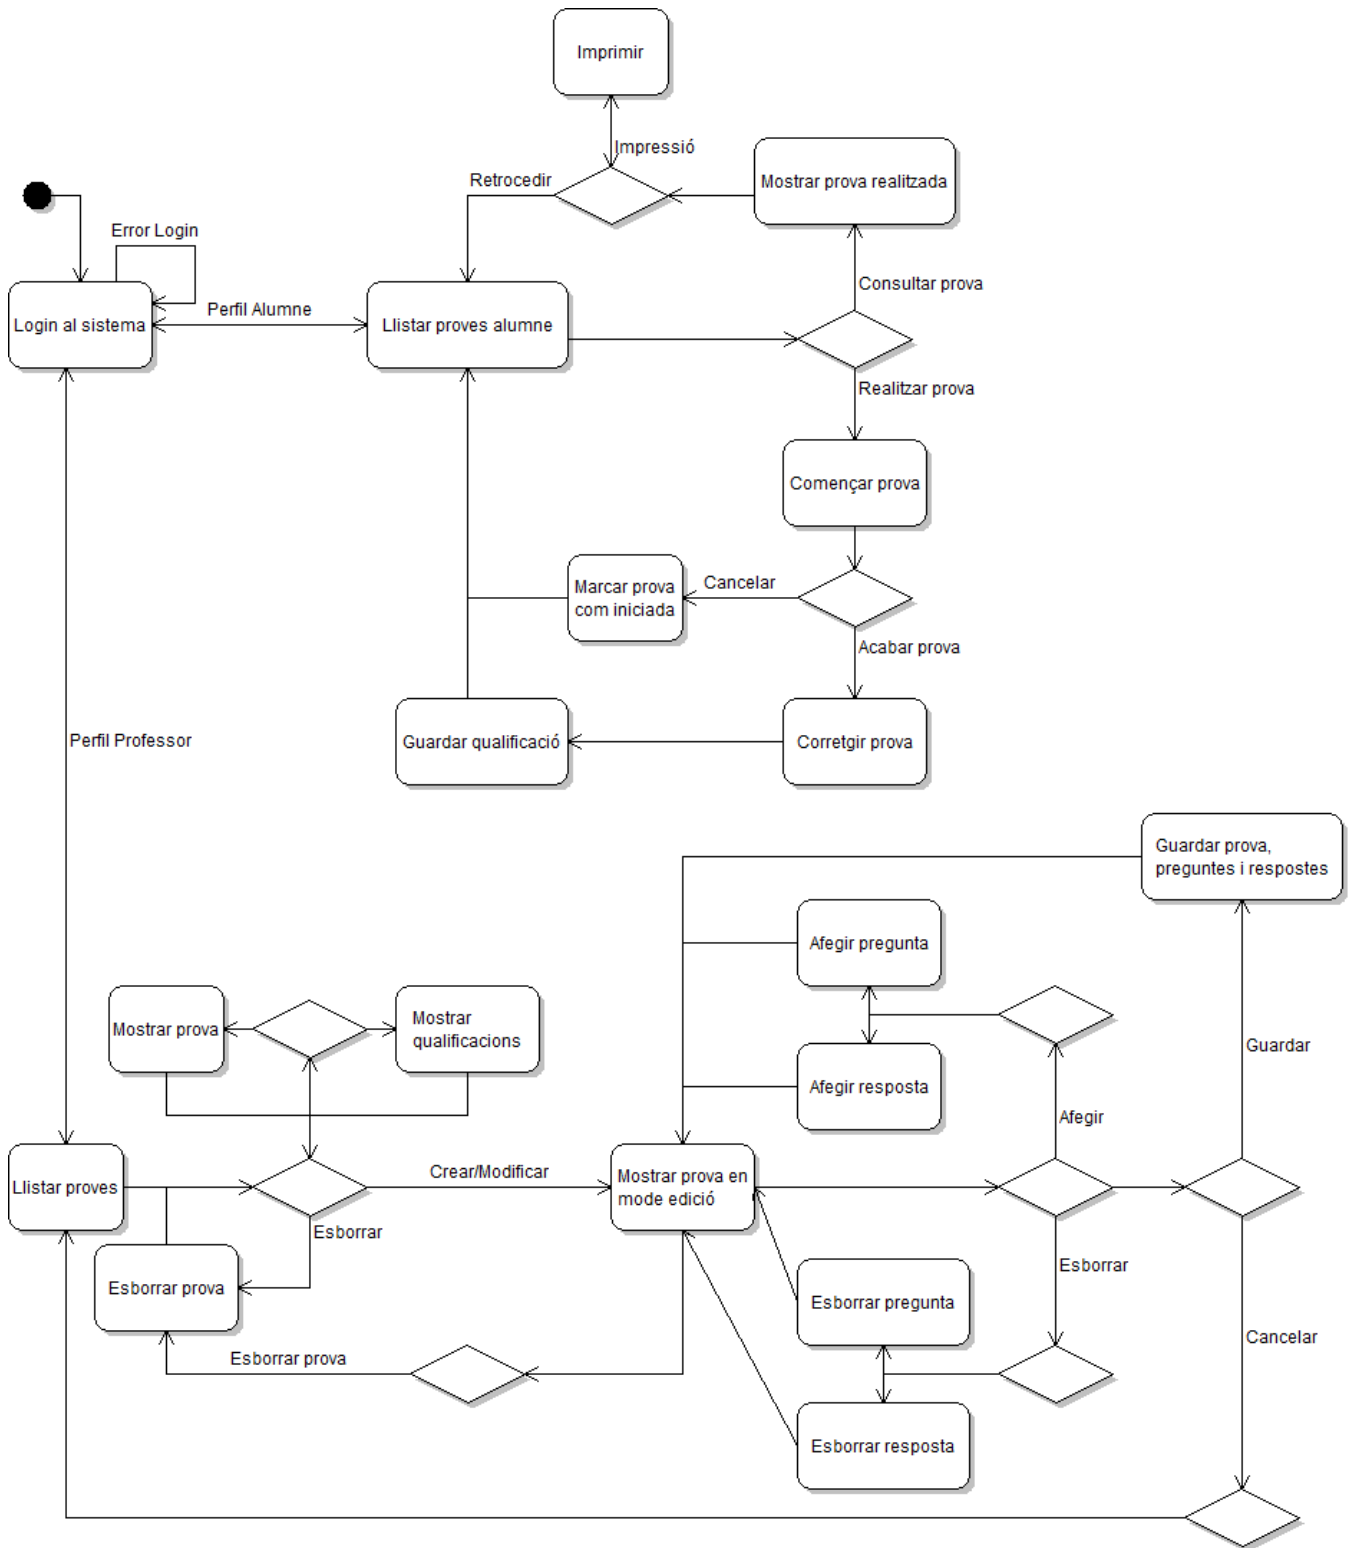 Imprimir
Impressió
Retrocedir
Mostrar prova realitzada
Error Login
Consultar prova
Perfil Alumne
Login al sistema
Llistar proves alumne
Realitzar prova
Començar prova
Marcar prova
com iniciada
Cancelar
Acabar prova
Perfil Professor
Guardar qualificació
Corretgir prova
Guardar prova,
preguntes i respostes
Afegir pregunta
Mostrar prova
Mostrar
qualificacions
Guardar
Afegir resposta
Afegir
Crear/Modificar
Llistar proves
Mostrar prova en
mode edició
Esborrar
Esborrar
Esborrar prova
Esborrar pregunta
Cancelar
Esborrar prova
Esborrar resposta